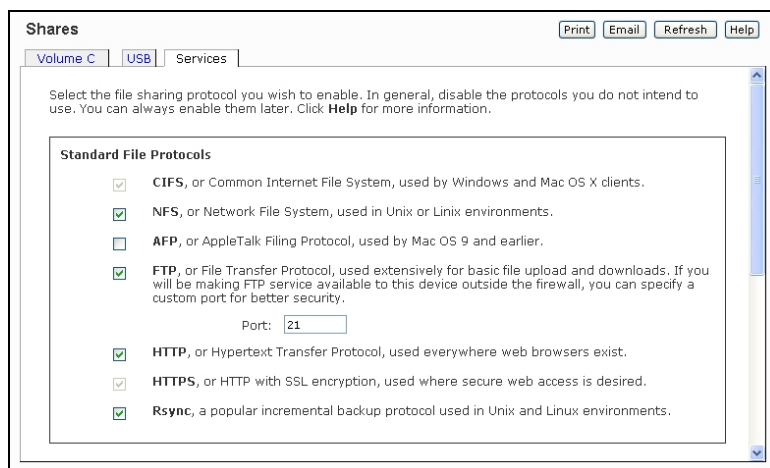 Shares
Print Email Refresh Help
Volume C USB Services
Select the file sharing protocol you wish to enable. In general, disable the protocols you do not intend to
use. You can always enable them later. Click Help for more information.
Standard File Protocols
CIFS, or Common Internet File System, used by Windows and Mac OS X clients.
NFS, or Network File System, used in Unix or Linix environments.
AFP, or AppleTalk Filing Protocol, used by Mac OS 9 and earlier.
FTP, or File Transfer Protocol, used extensively for basic file upload and downloads. If you
will be making FTP service available to this device outside the firewall, you can specify a
custom port for better security.
Port: 21
HTTP, or Hypertext Transfer Protocol, used everywhere web browsers exist.
HTTPS, or HTTP with SSL encryption, used where secure web access is desired.
Rsync, a popular incremental backup protocol used in Unix and Linux environments.